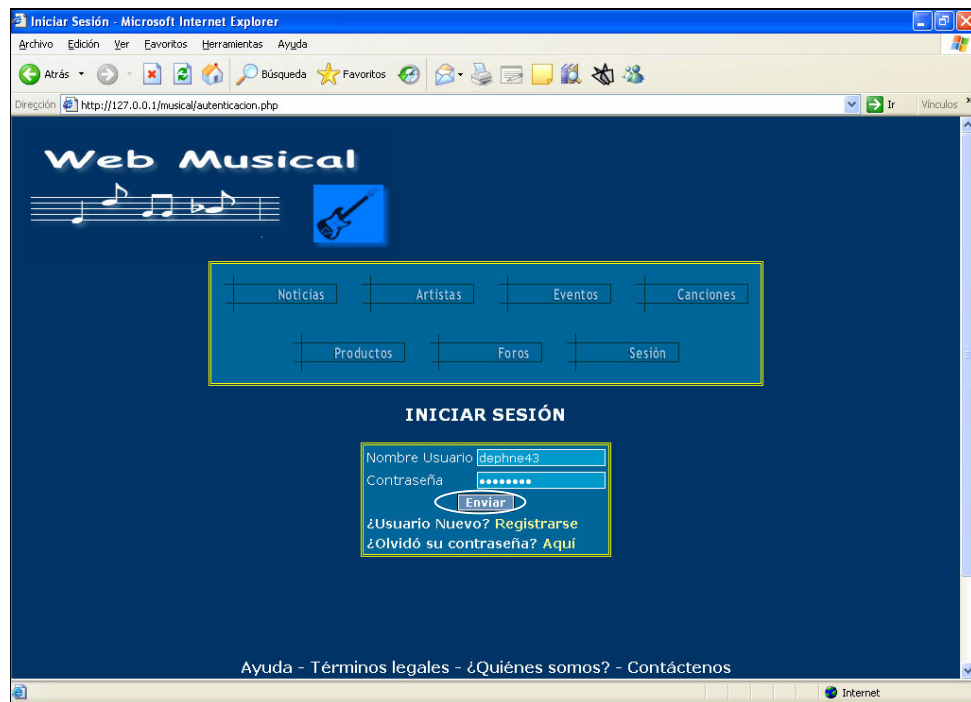 Iniciar Sesión - Microsoft Internet Explorer
Archivo Edición Ver Favoritos Herramientas Ayuda
Atrás Búsqueda Favoritos
Dirección http://127.0.0.1/musical/autenticacion.php Ir Vínculos »
Web Musical
Noticias Artistas Eventos Canciones
Productos Foros Sesión
INICIAR SESIÓN
Nombre Usuario dephne43
Contraseña ••••••••
Enviar
¿Usuario Nuevo? Registrarse
¿Olvidó su contraseña? Aquí
Ayuda - Términos legales - ¿Quiénes somos? - Contáctenos
Internet